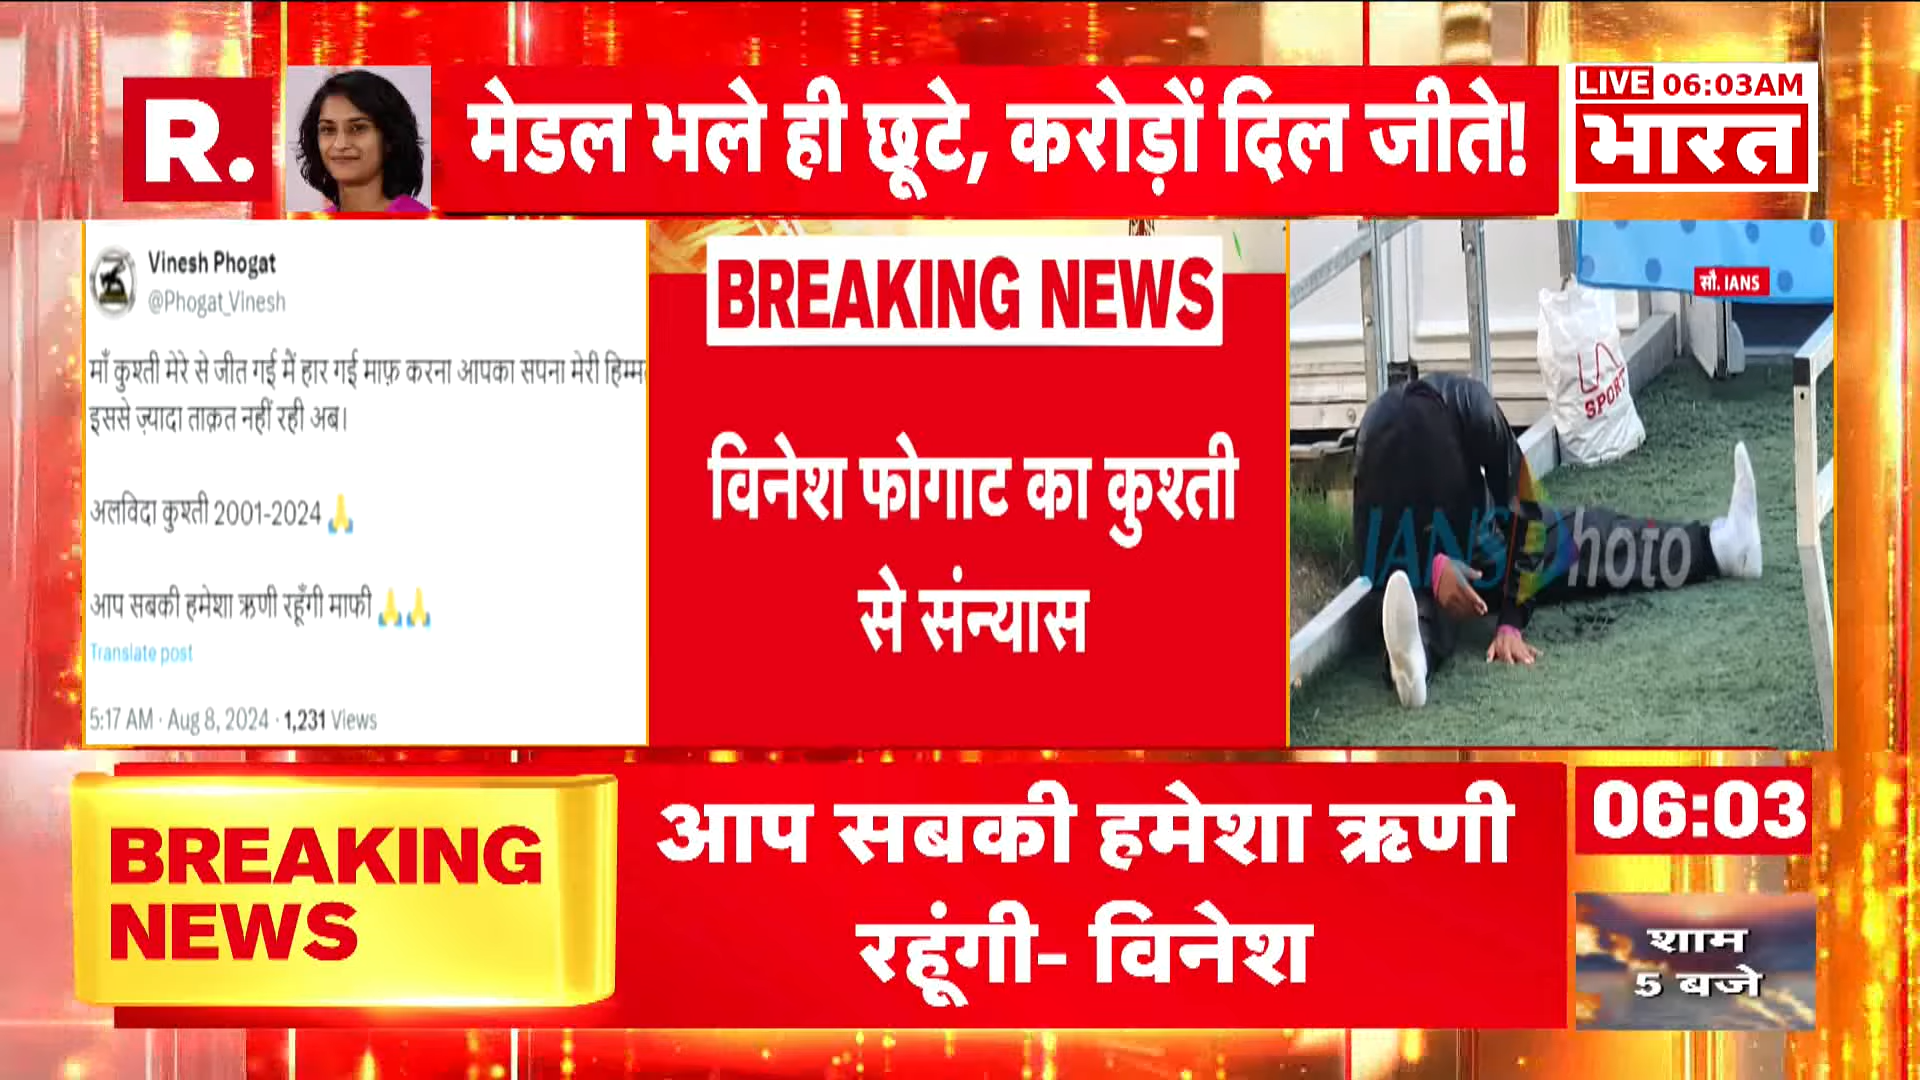 R.
मेडल भले ही छूटे, करोड़ों दिल जीते!
LIVE 06:03AM
भारत
Vinesh Phogat
@Phogat_Vinesh
माँ कुश्ती मेरे से जीत गई मैं हार गई माफ़ करना आपका सपना मेरी
इससे ज़्यादा ताक़त नहीं रही अब।
अलविदा कुश्ती 2001-2024 🙏
आप सबकी हमेशा ऋणी रहूँगी माफी 🙏🙏
Translate post
5:17 AM · Aug 8, 2024 · 1,231 Views
BREAKING NEWS
विनेश फोगाट का कुश्ती
से संन्यास
सौ. IANS
SPORT
IANS Photo
BREAKING
NEWS
आप सबकी हमेशा ऋणी
रहूंगी- विनेश
06:03
शाम
5 बजे